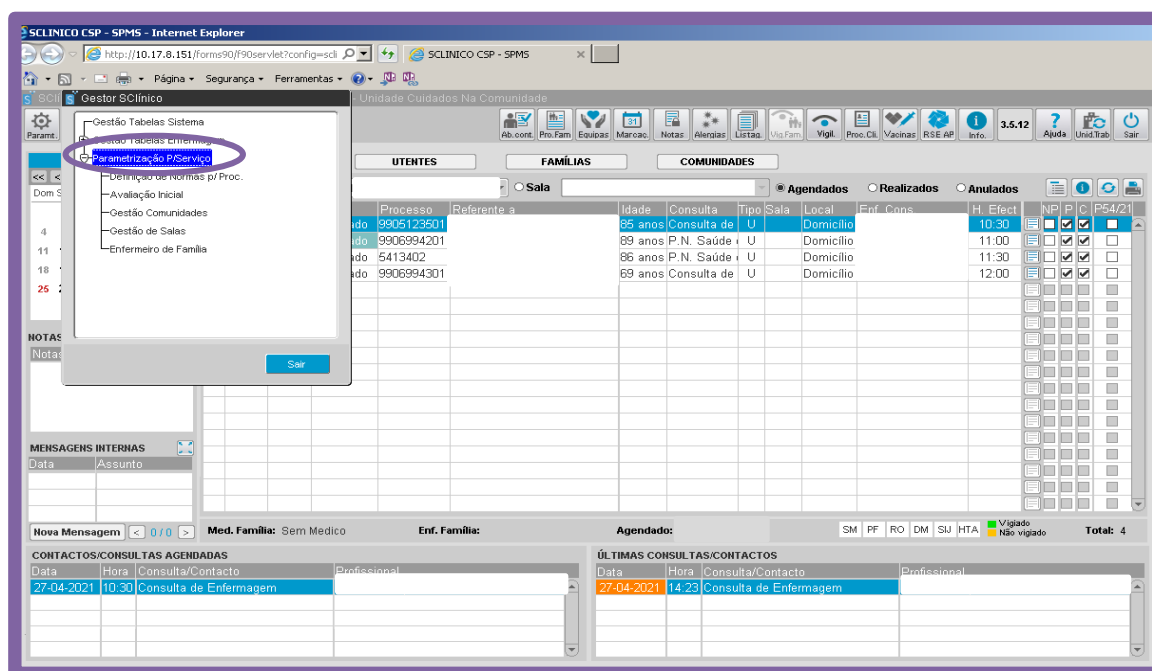 SCLINICO CSP - SPMS - Internet Explorer
http://10.17.8.151/forms90/f90servlet?config=scli
SCLINICO CSP - SPMS
Página
Segurança
Ferramentas
Gestor SClínico
- Unidade Cuidados Na Comunidade
Gestão Tabelas Sistema
Parametrização P/Serviço
Definição de Normas p/ Proc.
Avaliação Inicial
Gestão Comunidades
Gestão de Salas
Enfermeiro de Família
Sair
Paramt.
Ab.cont. Pro.Fam Equipas Marcaç. Notas Alergias Listag. Vig.Fam. Vigil. Proc.Cli. Vacinas RSE AP Info. 3.5.12 Ajuda Unid.Trab Sair
UTENTES FAMÍLIAS COMUNIDADES
<<
Sala Agendados Realizados Anulados
Dom
Processo Referente a Idade Consulta Tipo Sala Local Enf. Cons. H. Efect NP P C P54/21
ado 9905123501 85 anos Consulta de U Domicílio 10:30
ado 9906994201 89 anos P.N. Saúde U Domicílio 11:00
ado 5413402 86 anos P.N. Saúde U Domicílio 11:30
ado 9906994301 69 anos Consulta de U Domicílio 12:00
4
11
18
25
NOTAS
MENSAGENS INTERNAS
Data Assunto
Nova Mensagem < 0 / 0 >
Med. Família: Sem Medico Enf. Família: Agendado: SM PF RO DM SIJ HTA Vigiado Não vigiado Total: 4
CONTACTOS/CONSULTAS AGENDADAS
Data Hora Consulta/Contacto Profissional
27-04-2021 10:30 Consulta de Enfermagem
ÚLTIMAS CONSULTAS/CONTACTOS
Data Hora Consulta/Contacto Profissional
27-04-2021 14:23 Consulta de Enfermagem